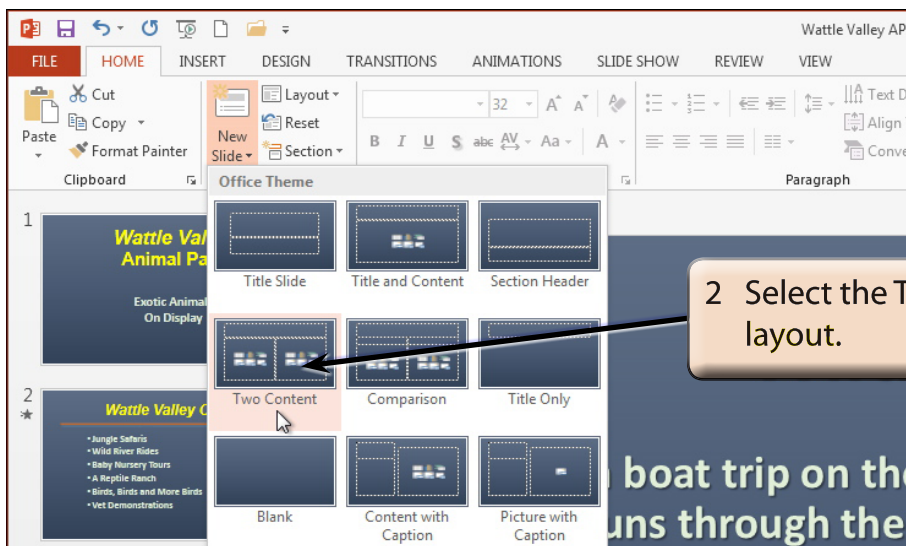 Wattle Valley AP
FILE HOME INSERT DESIGN TRANSITIONS ANIMATIONS SLIDE SHOW REVIEW VIEW
Paste
Cut
Copy
Format Painter
Clipboard
New
Slide
Layout
Reset
Section
32 A A
B I U S abc AV Aa A
Text D
Align
Conve
Paragraph
Office Theme
Title Slide Title and Content Section Header
Two Content Comparison Title Only
Blank Content with
Caption Picture with
Caption
1
Wattle Val
Animal Pa
Exotic Animal
On Display
2
Wattle Valley O
• Jungle Safaris
• Wild River Rides
• Baby Nursery Tours
• A Reptile Ranch
• Birds, Birds and More Birds
• Vet Demonstrations
2 Select the T
layout.
boat trip on the
uns through the